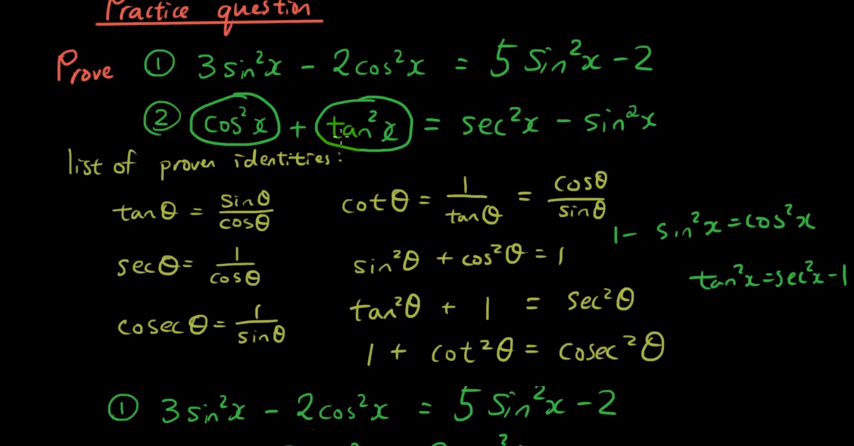 Practice question
Prove ① 3sin²x - 2cos²x = 5sin²x - 2
② cos²x + tan²x = sec²x - sin²x
list of proven identities:
tanθ = sinθ/cosθ
cotθ = 1/tanθ = cosθ/sinθ
1 - sin²x = cos²x
secθ = 1/cosθ
sin²θ + cos²θ = 1
tan²x = sec²x - 1
cosecθ = 1/sinθ
tan²θ + 1 = sec²θ
1 + cot²θ = cosec²θ
① 3sin²x - 2cos²x = 5sin²x - 2